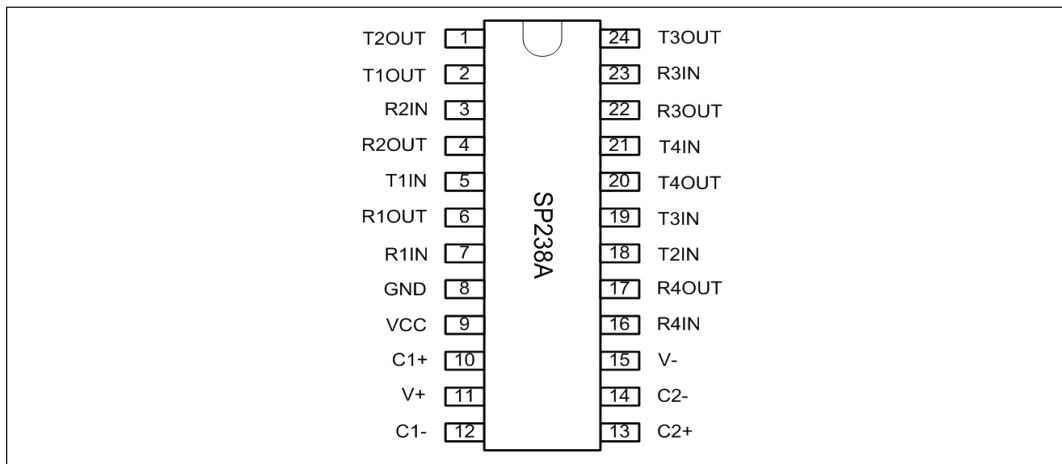 T2OUT 1 24 T3OUT
T1OUT 2 23 R3IN
R2IN 3 22 R3OUT
R2OUT 4 21 T4IN
T1IN 5 20 T4OUT
R1OUT 6 19 T3IN
R1IN 7 18 T2IN
GND 8 17 R4OUT
VCC 9 16 R4IN
C1+ 10 15 V-
V+ 11 14 C2-
C1- 12 13 C2+
SP238A